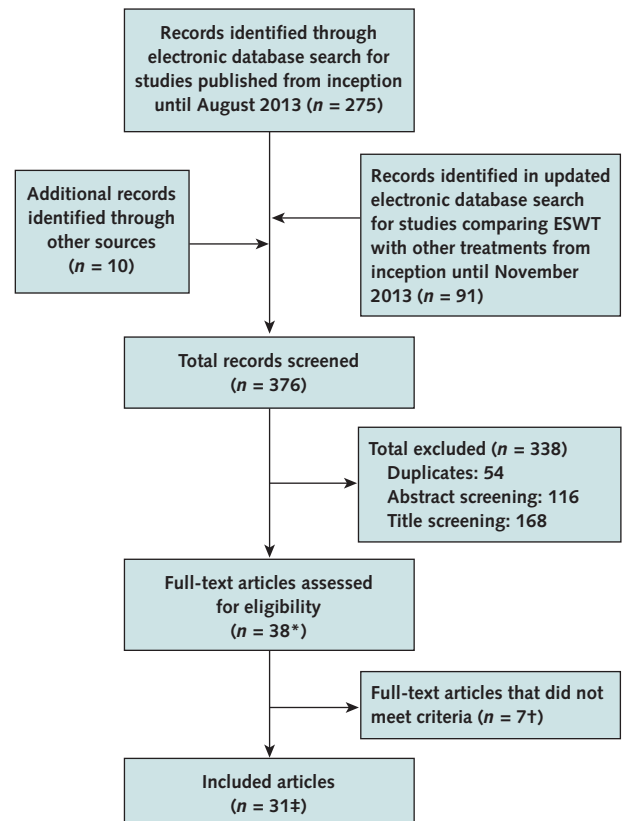 Records identified through
electronic database search for
studies published from inception
until August 2013 (n = 275)
Additional records
identified through
other sources
(n = 10)
Records identified in updated
electronic database search
for studies comparing ESWT
with other treatments from
inception until November
2013 (n = 91)
Total records screened
(n = 376)
Total excluded (n = 338)
Duplicates: 54
Abstract screening: 116
Title screening: 168
Full-text articles assessed
for eligibility
(n = 38*)
Full-text articles that did not
meet criteria (n = 7†)
Included articles
(n = 31‡)